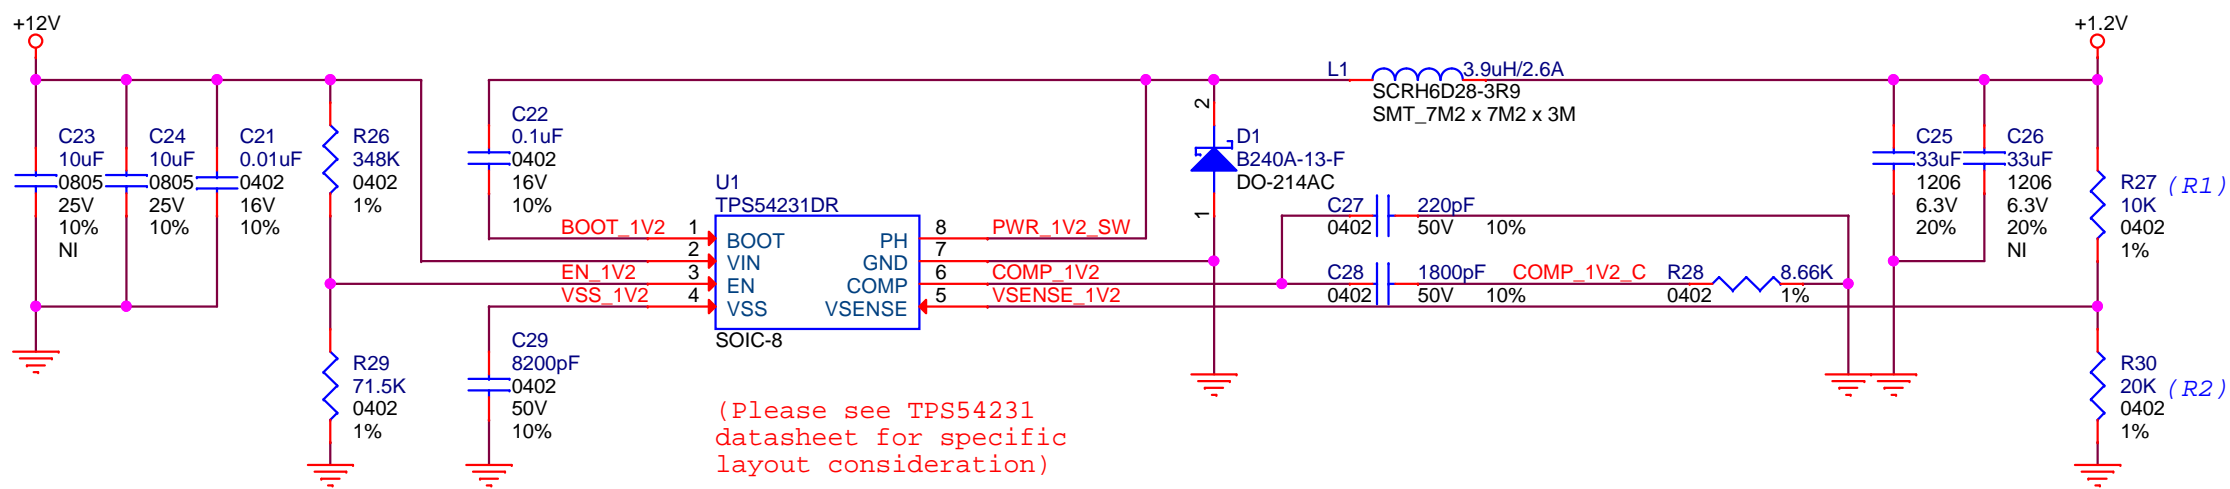 +12V
+1.2V
L1
3.9uH/2.6A
SCRH6D28-3R9
SMT_7M2 x 7M2 x 3M
C23
10uF
0805
25V
10%
NI
C24
10uF
0805
25V
10%
C21
0.01uF
0402
16V
10%
R26
348K
0402
1%
C22
0.1uF
0402
16V
10%
2
D1
B240A-13-F
DO-214AC
1
C25
33uF
1206
6.3V
20%
C26
33uF
1206
6.3V
20%
NI
R27 (R1)
10K
0402
1%
U1
TPS54231DR
BOOT_1V2 1
BOOT
2
VIN
EN_1V2 3
EN
VSS_1V2 4
VSS
PH
8 PWR_1V2_SW
GND
7
COMP
6 COMP_1V2
VSENSE
5 VSENSE_1V2
SOIC-8
C27 220pF
0402 50V 10%
C28 1800pF COMP_1V2_C R28 8.66K
0402 50V 10% 0402 1%
R29
71.5K
0402
1%
C29
8200pF
0402
50V
10%
(Please see TPS54231
datasheet for specific
layout consideration)
R30
20K (R2)
0402
1%